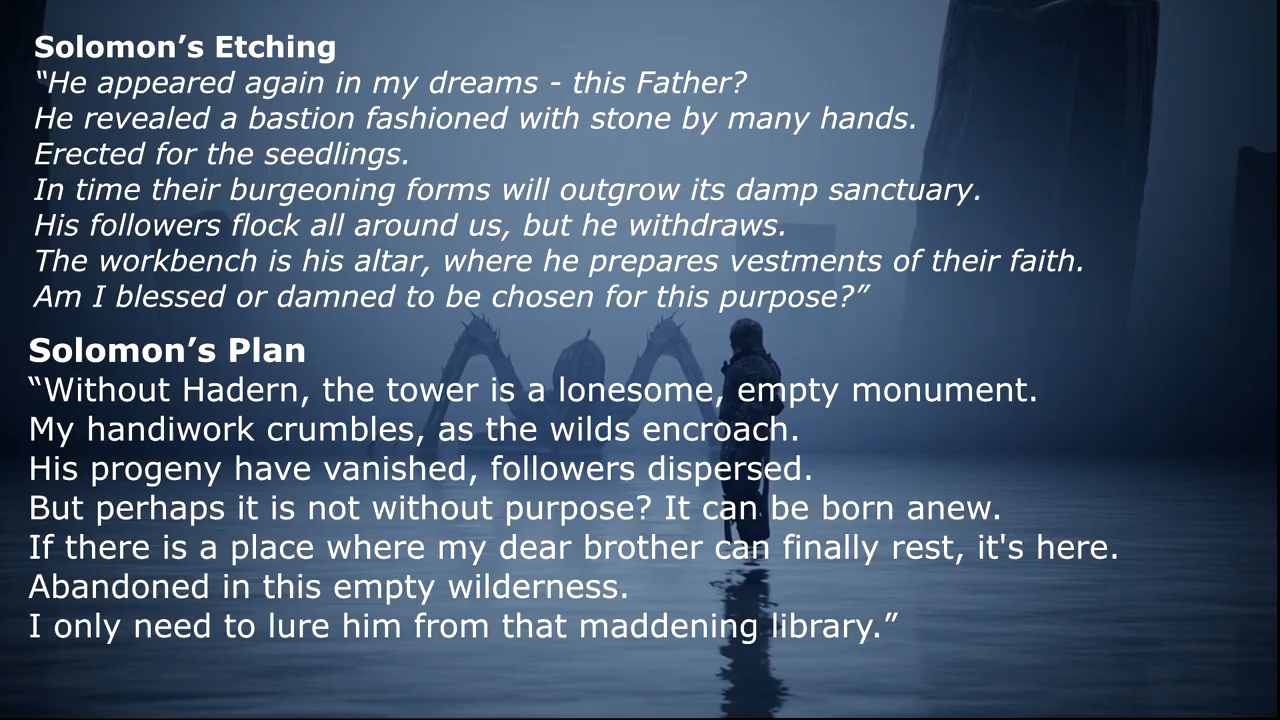 Solomon’s Etching
“He appeared again in my dreams - this Father?
He revealed a bastion fashioned with stone by many hands.
Erected for the seedlings.
In time their burgeoning forms will outgrow its damp sanctuary.
His followers flock all around us, but he withdraws.
The workbench is his altar, where he prepares vestments of their faith.
Am I blessed or damned to be chosen for this purpose?”
Solomon’s Plan
“Without Hadern, the tower is a lonesome, empty monument.
My handiwork crumbles, as the wilds encroach.
His progeny have vanished, followers dispersed.
But perhaps it is not without purpose? It can be born anew.
If there is a place where my dear brother can finally rest, it's here.
Abandoned in this empty wilderness.
I only need to lure him from that maddening library.”